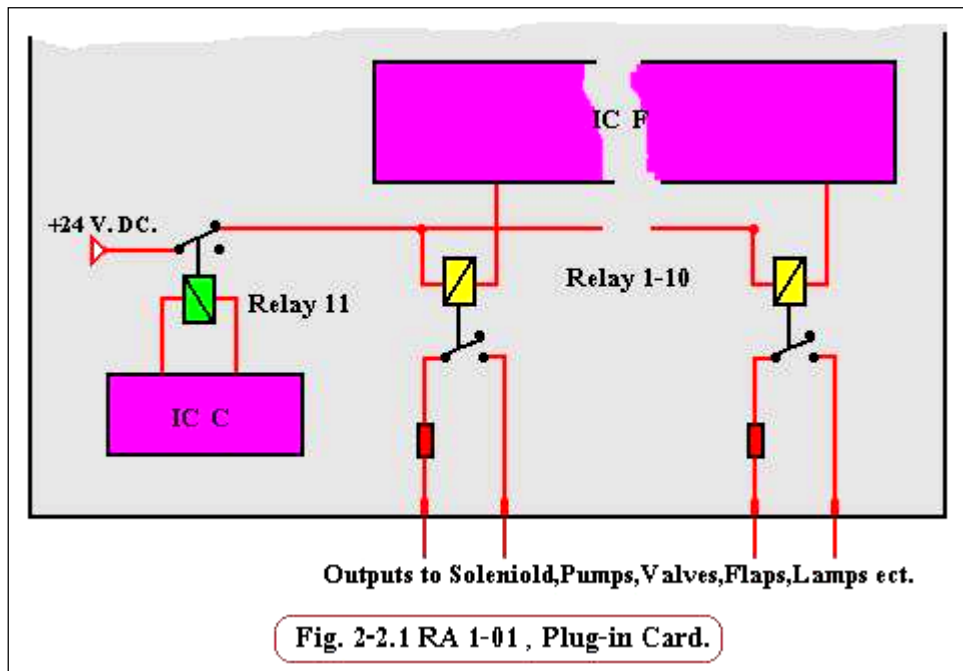 IC F
+24 V. DC.
Relay 11
Relay 1-10
IC C
Outputs to Soleniold,Pumps,Valves,Flaps,Lamps ect.
Fig. 2-2.1 RA 1-01 , Plug-in Card.